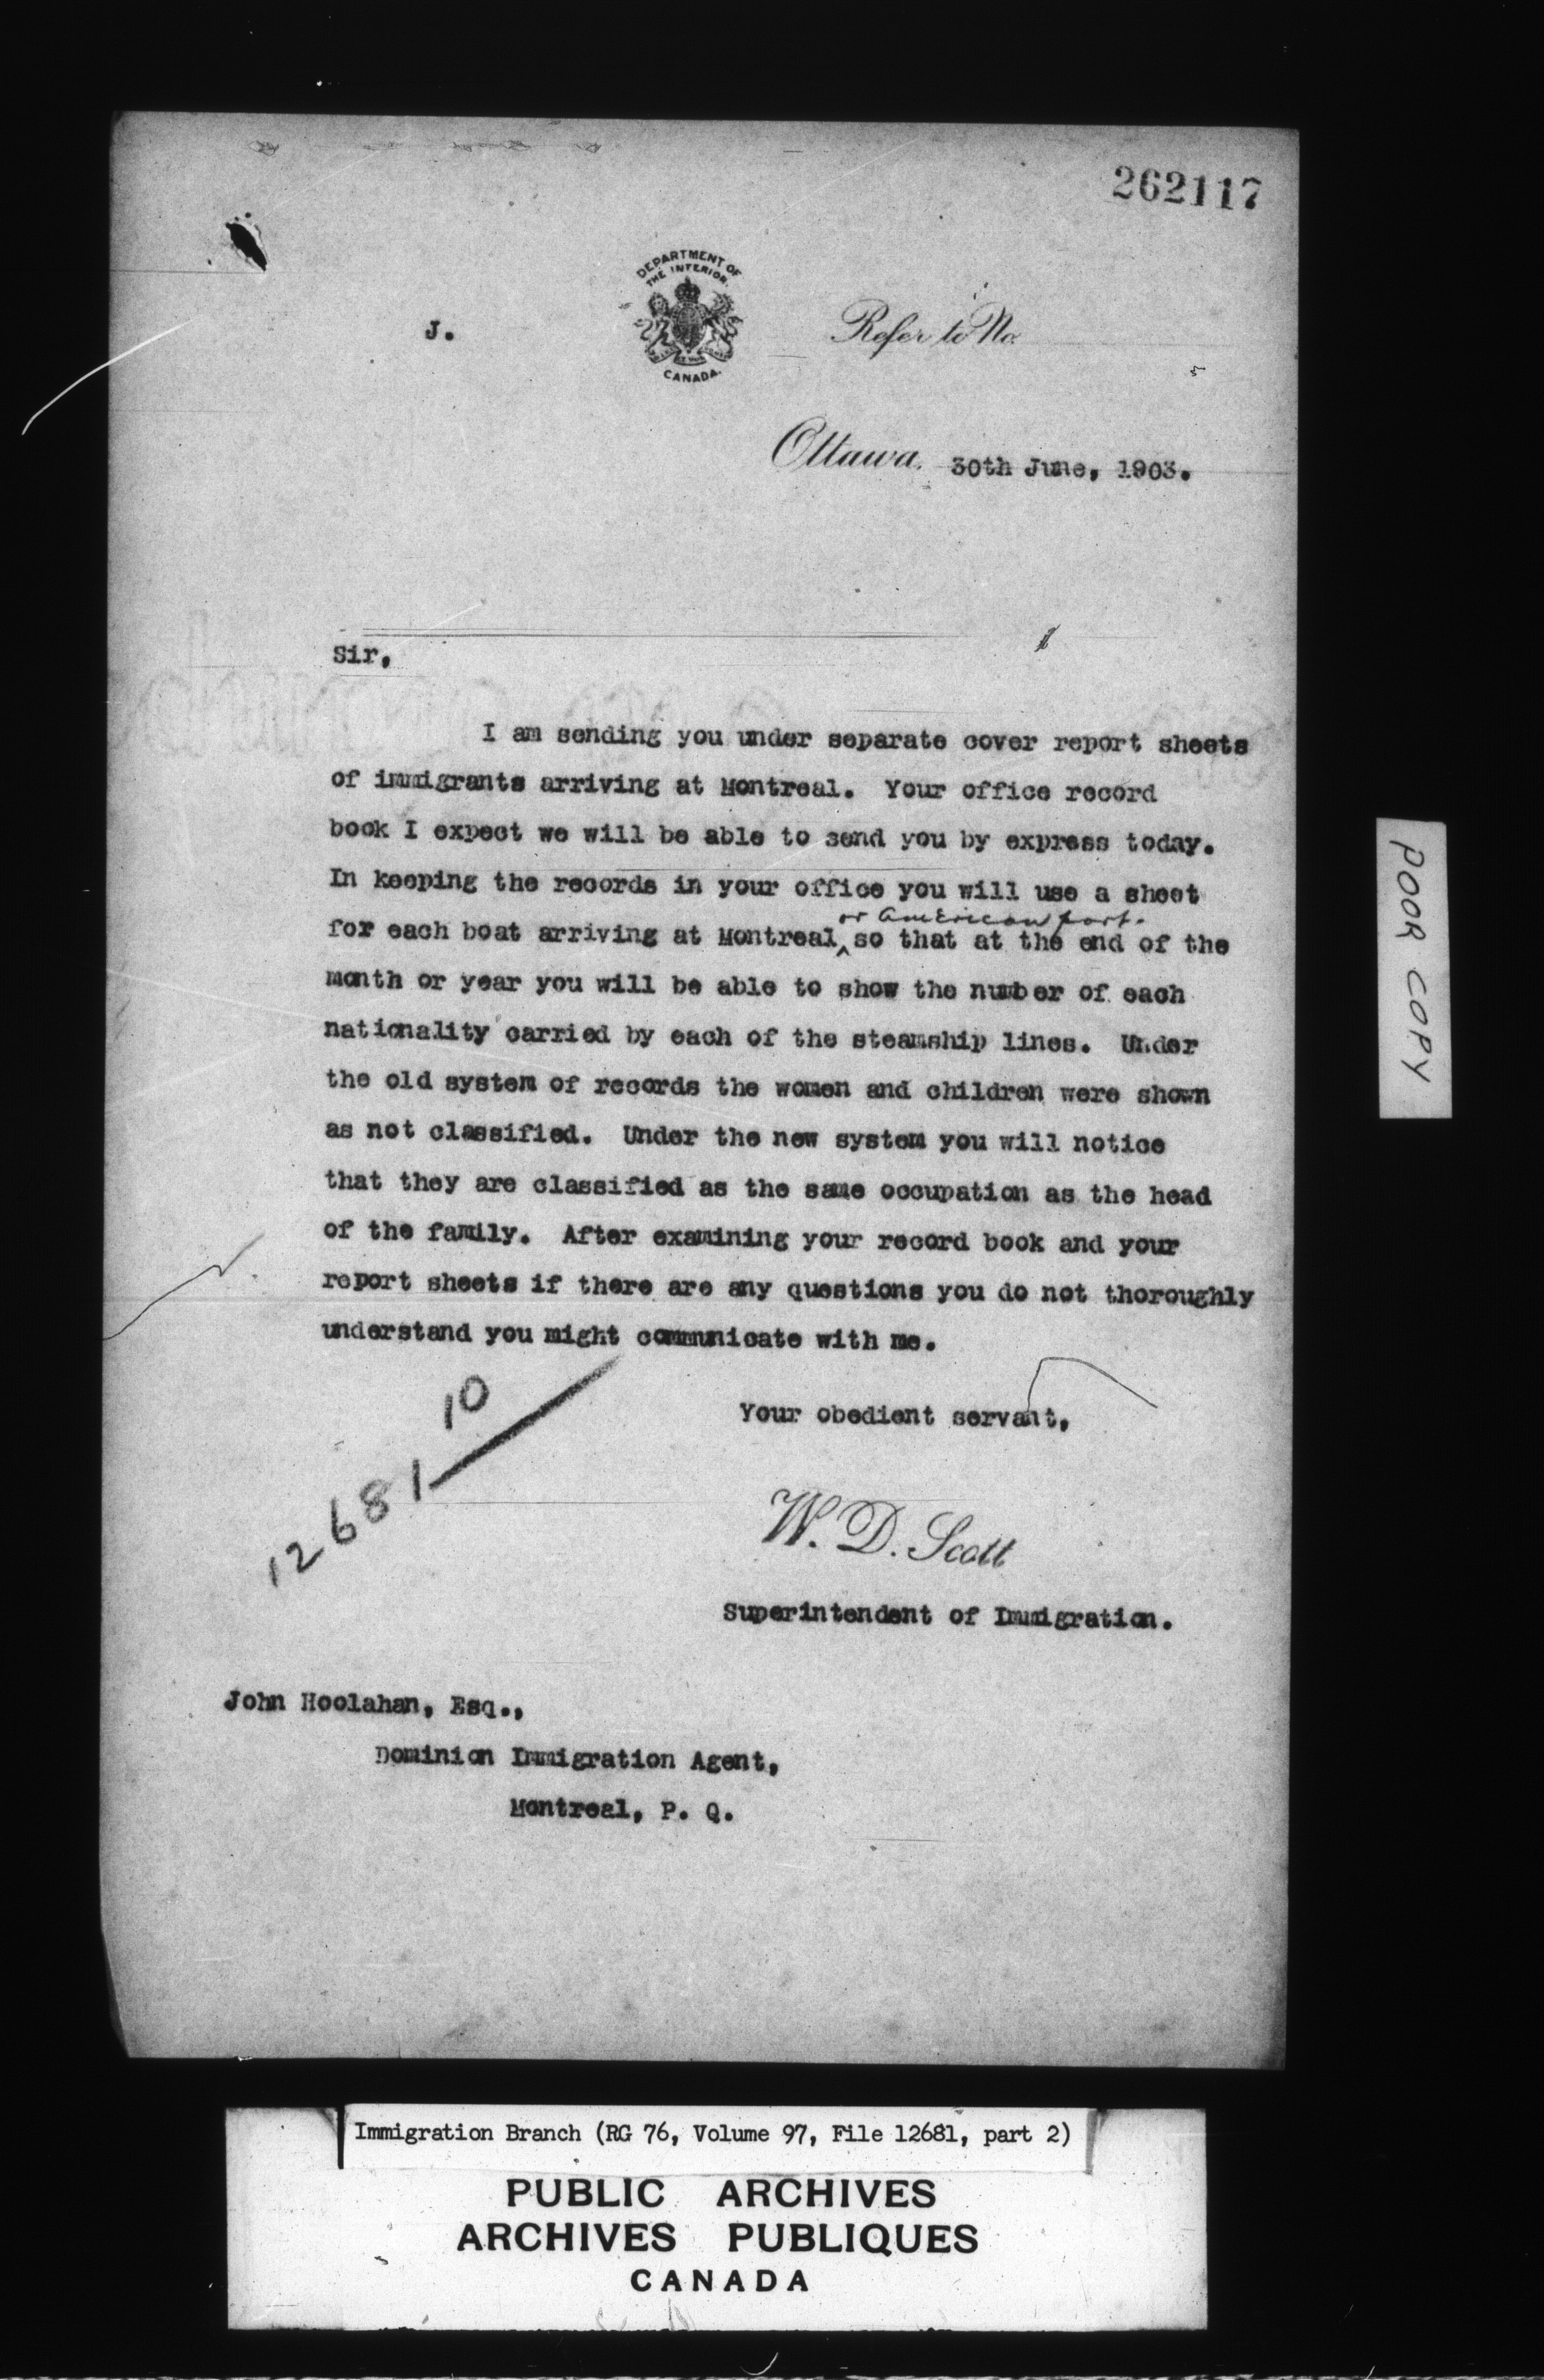 262117
DEPARTMENT OF
THE INTERIOR.
CANADA.
J.
Refer to No.
Ottawa, 30th June, 1903.
Sir,
I am sending you under separate cover report sheets
of immigrants arriving at Montreal. Your office record
book I expect we will be able to send you by express today.
In keeping the records in your office you will use a sheet
or American port.
for each boat arriving at Montreal ^ so that at the end of the
month or year you will be able to show the number of each
nationality carried by each of the steamship lines. Under
the old system of records the women and children were shown
as not classified. Under the new system you will notice
that they are classified as the same occupation as the head
of the family. After examining your record book and your
report sheets if there are any questions you do not thoroughly
understand you might communicate with me.
10
12681
Your obedient servant,
W. D. Scott
Superintendent of Immigration.
John Hoolahan, Esq.,
Dominion Immigration Agent,
Montreal, P. Q.
POOR COPY
Immigration Branch (RG 76, Volume 97, File 12681, part 2)
PUBLIC ARCHIVES
ARCHIVES PUBLIQUES
CANADA